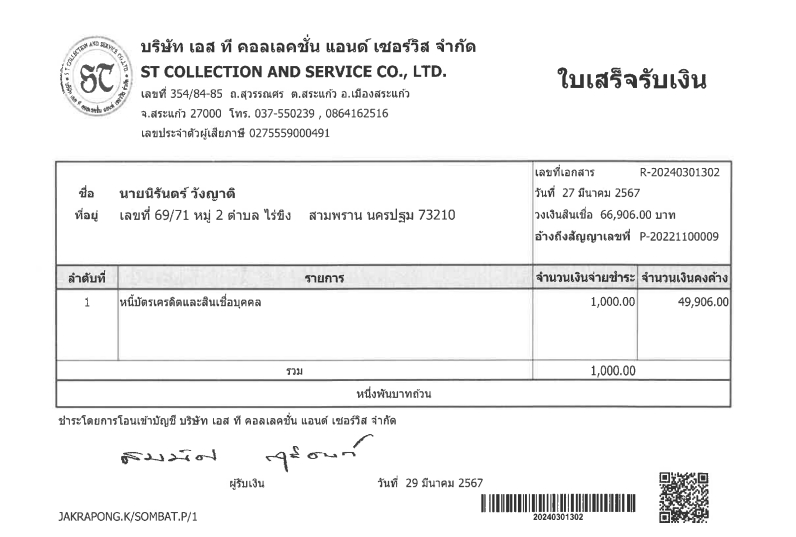 บริษัท เอส ที คอลเลคชั่น แอนด์ เซอร์วิส จำกัด
ST COLLECTION AND SERVICE CO., LTD.
เลขที่ 354/84-85 ถ.สุวรรณศร ต.สระแก้ว อ.เมืองสระแก้ว
จ.สระแก้ว 27000 โทร. 037-550239 , 0864162516
เลขประจำตัวผู้เสียภาษี 0275559000491
ใบเสร็จรับเงิน
ST
ชื่อ นายนิรันดร์ วังญาติ
ที่อยู่ เลขที่ 69/71 หมู่ 2 ตำบล ไร่ขิง สามพราน นครปฐม 73210
เลขที่เอกสาร R-20240301302
วันที่ 27 มีนาคม 2567
วงเงินสินเชื่อ 66,906.00 บาท
อ้างถึงสัญญาเลขที่ P-20221100009
ลำดับที่ รายการ จำนวนเงินจ่ายชำระ จำนวนเงินคงค้าง
1 หนี้บัตรเครดิตและสินเชื่อบุคคล 1,000.00 49,906.00
รวม 1,000.00
หนึ่งพันบาทถ้วน
ชำระโดยการโอนเข้าบัญชี บริษัท เอส ที คอลเลคชั่น แอนด์ เซอร์วิส จำกัด
ผู้รับเงิน วันที่ 29 มีนาคม 2567
20240301302
JAKRAPONG.K/SOMBAT.P/1